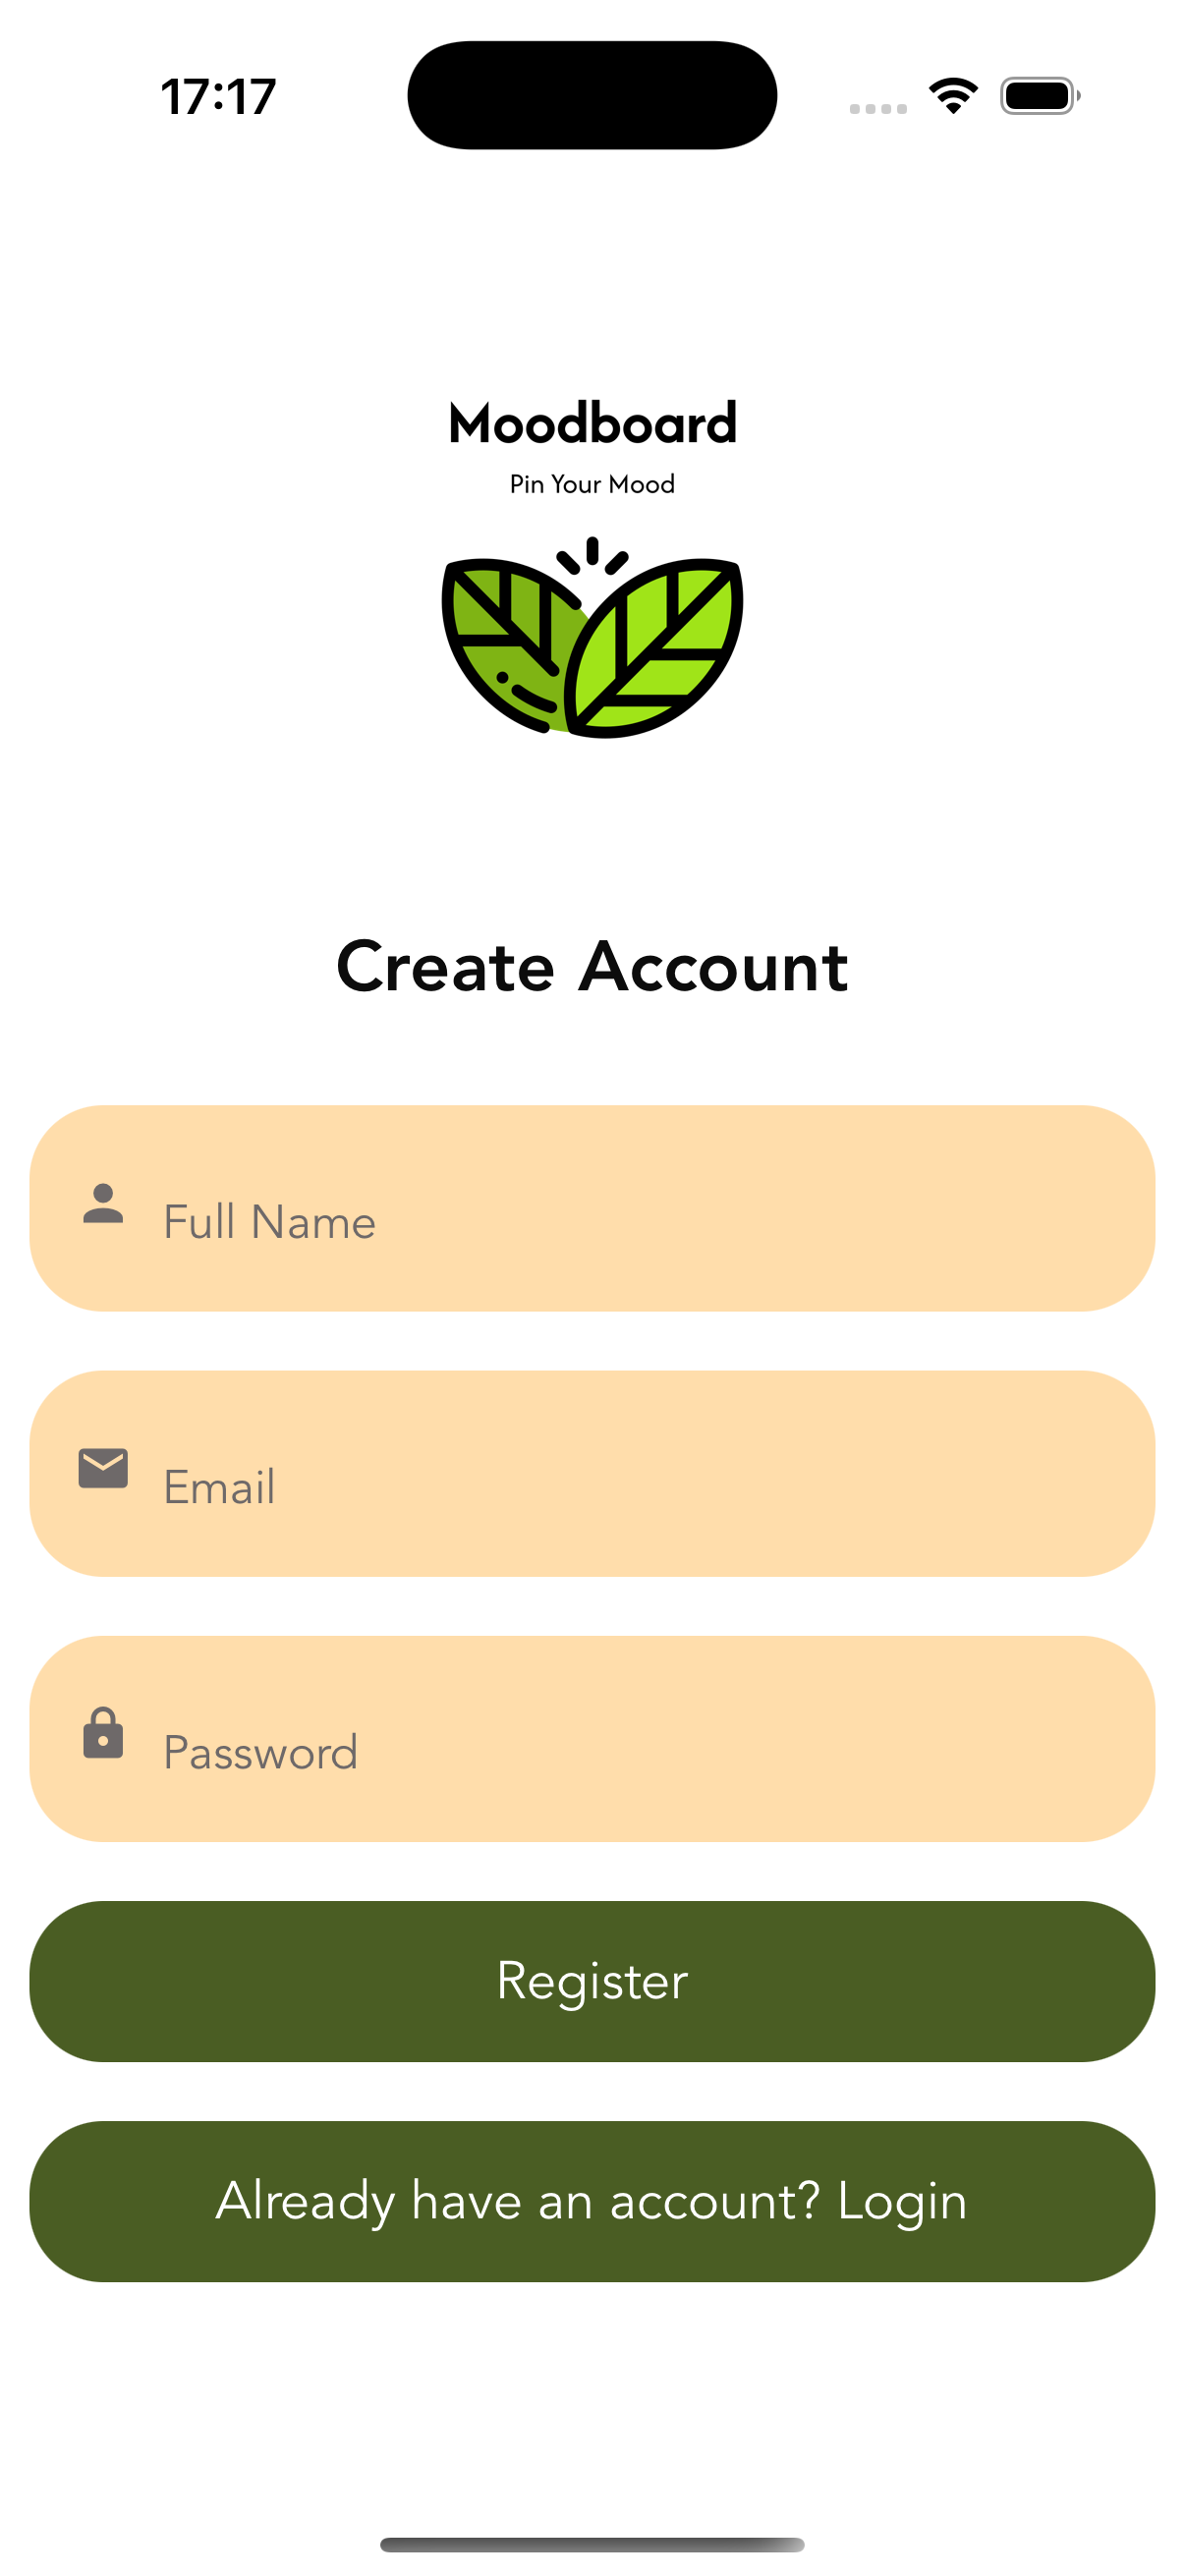 17:17
Moodboard
Pin Your Mood
Create Account
Full Name
Email
Password
Register
Already have an account? Login